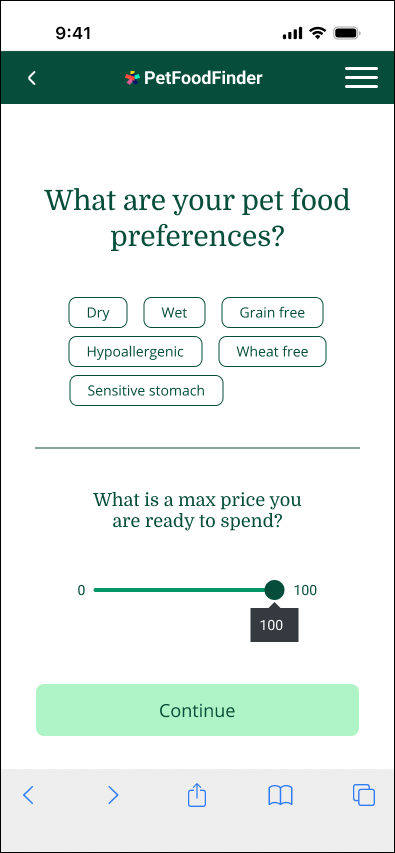 9:41
PetFoodFinder
What are your pet food
preferences?
Dry Wet Grain free
Hypoallergenic Wheat free
Sensitive stomach
What is a max price you
are ready to spend?
0 100
100
Continue